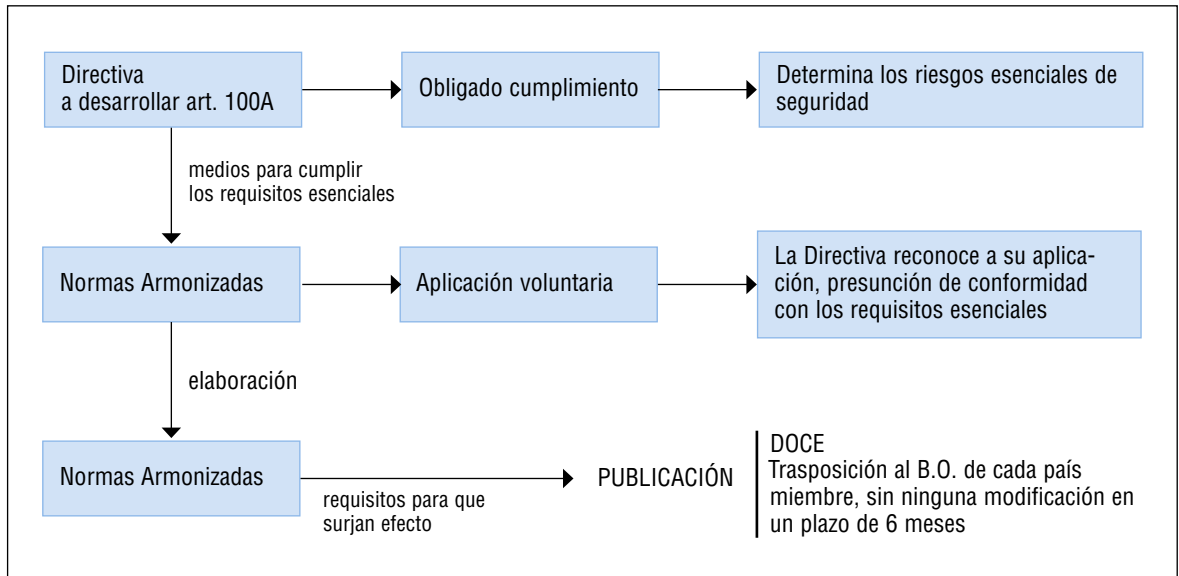 Directiva
a desarrollar art. 100A
Obligado cumplimiento
Determina los riesgos esenciales de
seguridad
medios para cumplir
los requisitos esenciales
Normas Armonizadas
Aplicación voluntaria
La Directiva reconoce a su aplica-
ción, presunción de conformidad
con los requisitos esenciales
elaboración
Normas Armonizadas
requisitos para que
surjan efecto
PUBLICACIÓN
DOCE
Trasposición al B.O. de cada país
miembre, sin ninguna modificación en
un plazo de 6 meses